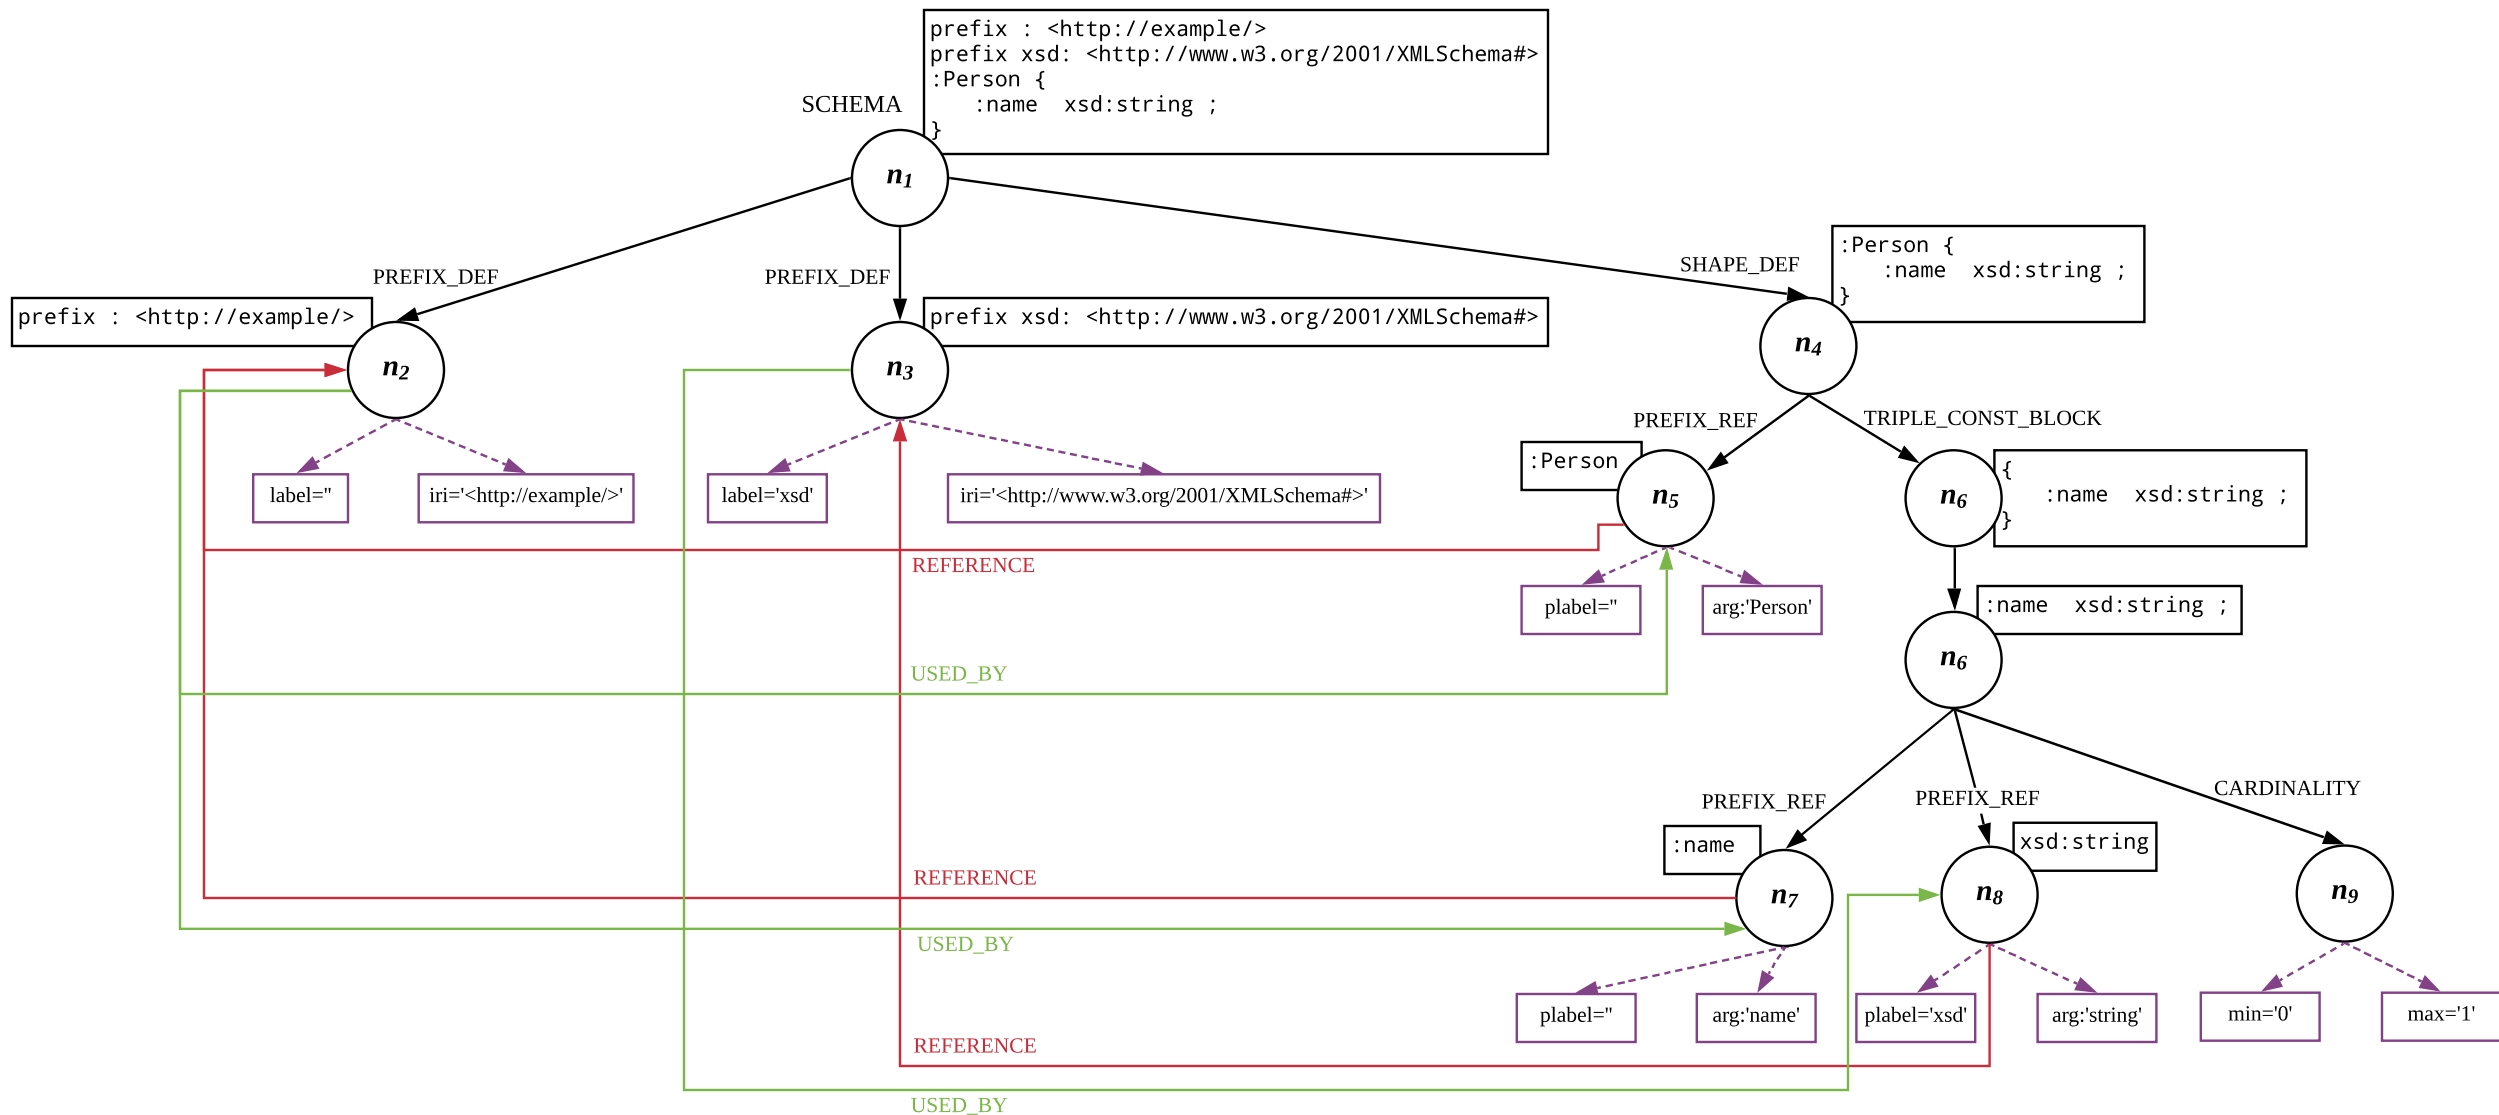 prefix : <http://example/>
prefix xsd: <http://www.w3.org/2001/XMLSchema#>
:Person {
:name  xsd:string ;
}
SCHEMA
n1
PREFIX_DEF
PREFIX_DEF
SHAPE_DEF
:Person {
:name  xsd:string ;
}
prefix : <http://example/>
n2
prefix xsd: <http://www.w3.org/2001/XMLSchema#>
n3
n4
label=''
iri='<http://example/>'
label='xsd'
iri='<http://www.w3.org/2001/XMLSchema#>'
PREFIX_REF
TRIPLE_CONST_BLOCK
:Person
n5
n6
{
:name  xsd:string ;
}
REFERENCE
plabel=''
arg:'Person'
:name  xsd:string ;
n6
USED_BY
PREFIX_REF
PREFIX_REF
CARDINALITY
:name
n7
xsd:string
n8
n9
REFERENCE
USED_BY
plabel=''
arg:'name'
plabel='xsd'
arg:'string'
min='0'
max='1'
REFERENCE
USED_BY